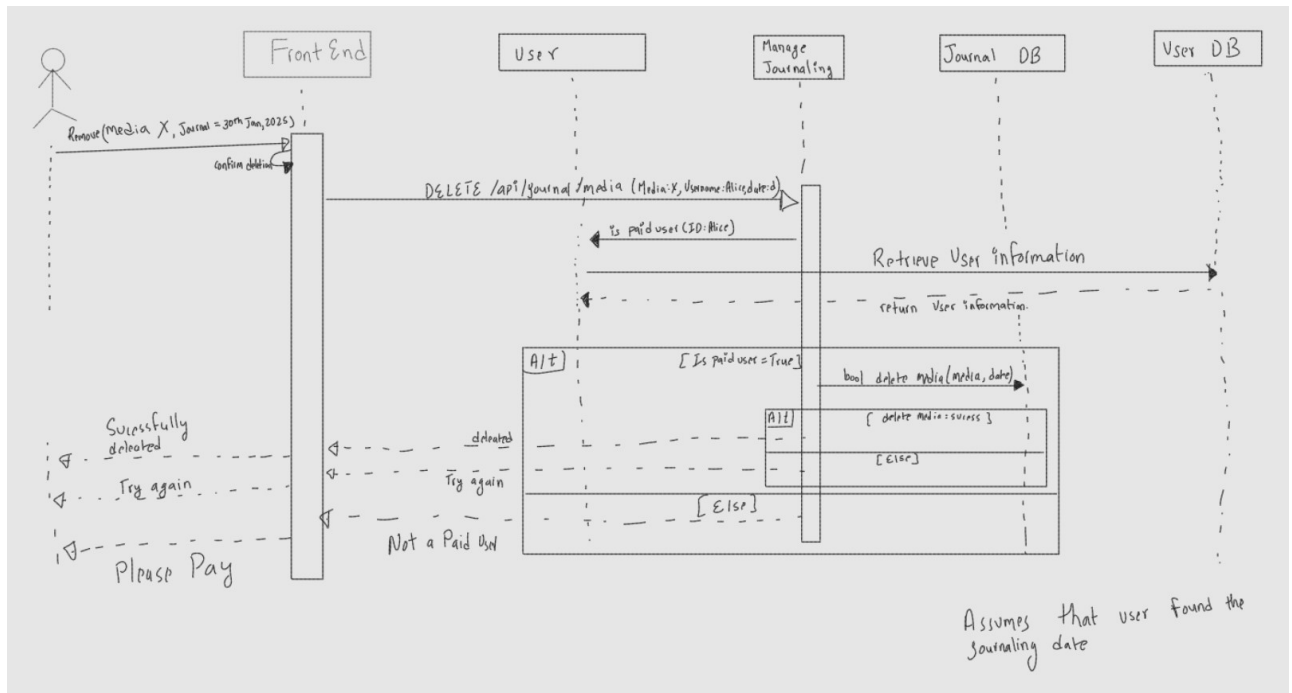 Front End
User
Manage
Journaling
Journal DB
User DB
Remove(Media X, Journal = 30th Jan, 2025)
confirm deletion
DELETE /api/journal/media (Media:X, Username:Alice,date:d)
is paid user (ID:Alice)
Retrieve User information
return User information.
Alt
[Is paid user = True]
bool delete media(media, date)
Alt
[delete media: sucess]
Sucessfully
deleated
deleated
[Else]
Try again
Try again
[Else]
Not a Paid User
Please Pay
Assumes that user found the
journaling date